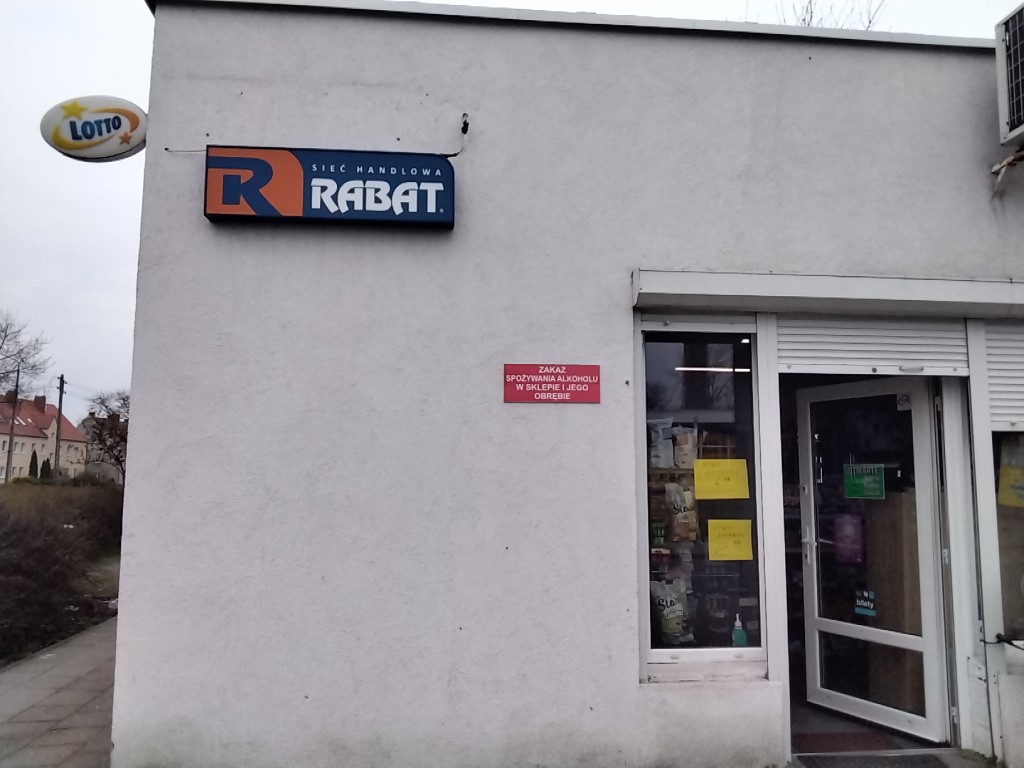 LOTTO
R
SIEĆ HANDLOWA
RABAT®
ZAKAZ
SPOŻYWANIA ALKOHOLU
W SKLEPIE I JEGO
OBRĘBIE
bilety